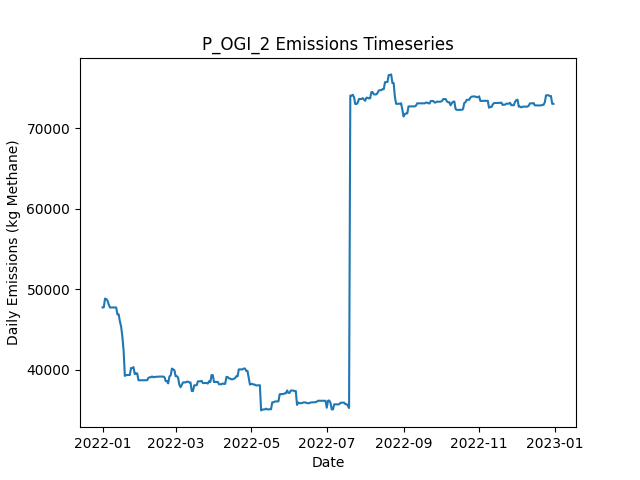 P_OGI_2 Emissions Timeseries
Daily Emissions (kg Methane)
70000
60000
50000
40000
2022-01 2022-03 2022-05 2022-07 2022-09 2022-11 2023-01
Date